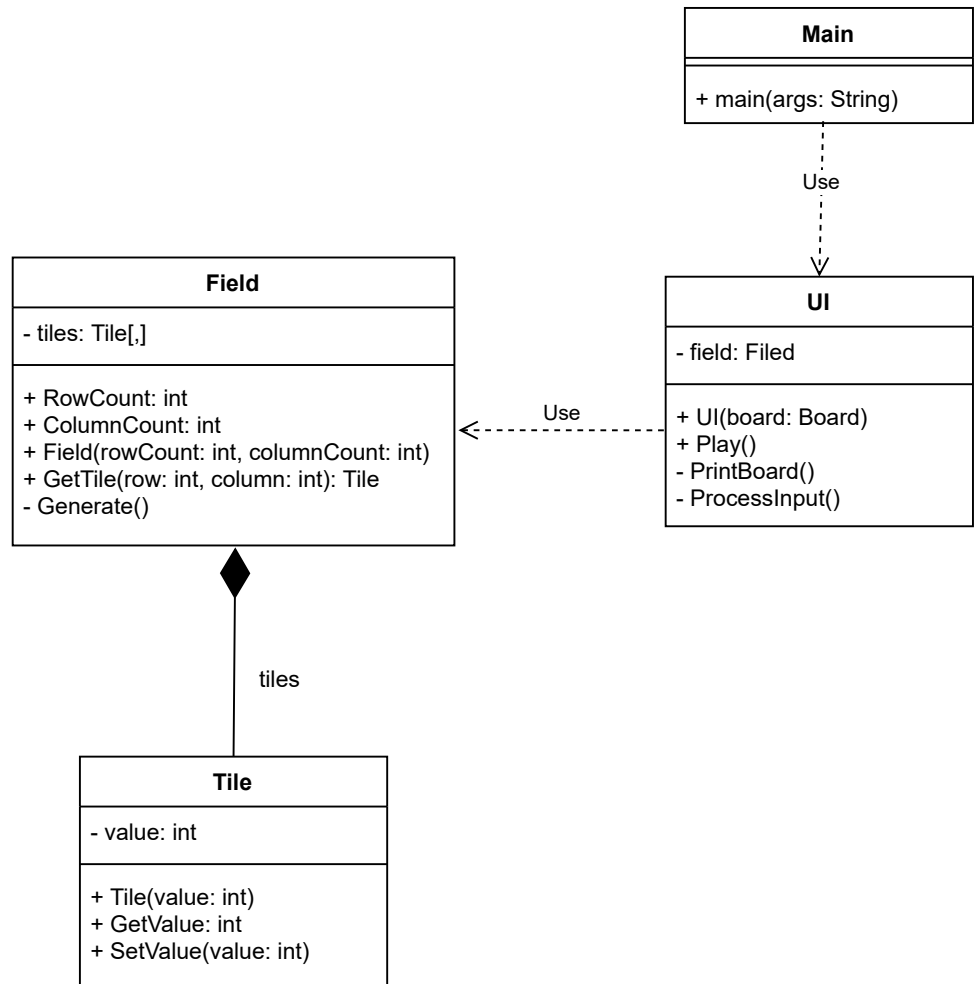 Main
+ main(args: String)
Use
UI
- field: Filed
+ UI(board: Board)
+ Play()
- PrintBoard()
- ProcessInput()
Use
Field
- tiles: Tile[,]
+ RowCount: int
+ ColumnCount: int
+ Field(rowCount: int, columnCount: int)
+ GetTile(row: int, column: int): Tile
- Generate()
tiles
Tile
- value: int
+ Tile(value: int)
+ GetValue: int
+ SetValue(value: int)